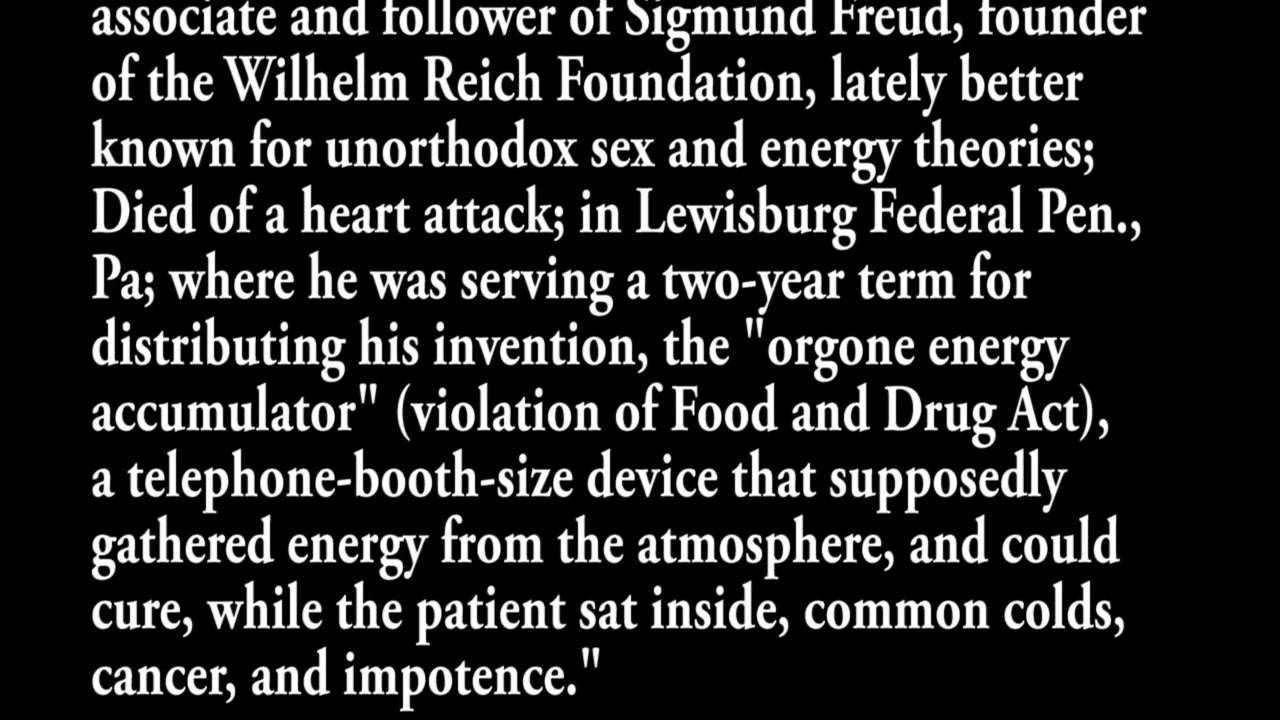 associate and follower of Sigmund Freud, founder
of the Wilhelm Reich Foundation, lately better
known for unorthodox sex and energy theories;
Died of a heart attack; in Lewisburg Federal Pen.,
Pa; where he was serving a two-year term for
distributing his invention, the "orgone energy
accumulator" (violation of Food and Drug Act),
a telephone-booth-size device that supposedly
gathered energy from the atmosphere, and could
cure, while the patient sat inside, common colds,
cancer, and impotence."